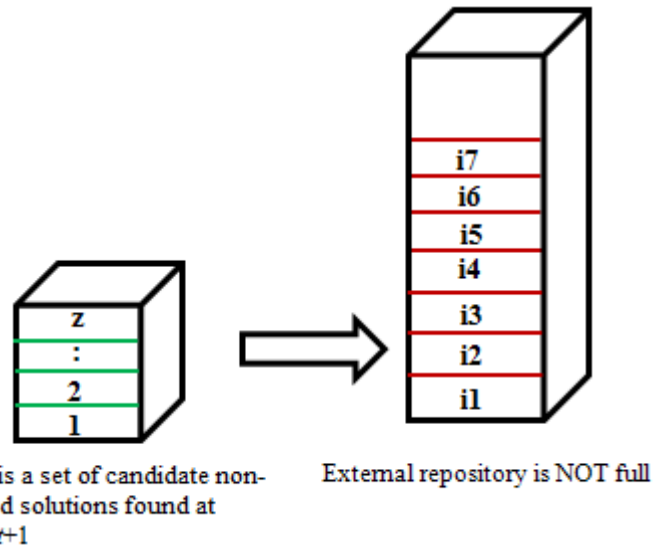 i7
i6
i5
i4
i3
i2
i1
z
:
2
1
is a set of candidate non-
d solutions found at
t+1
External repository is NOT full